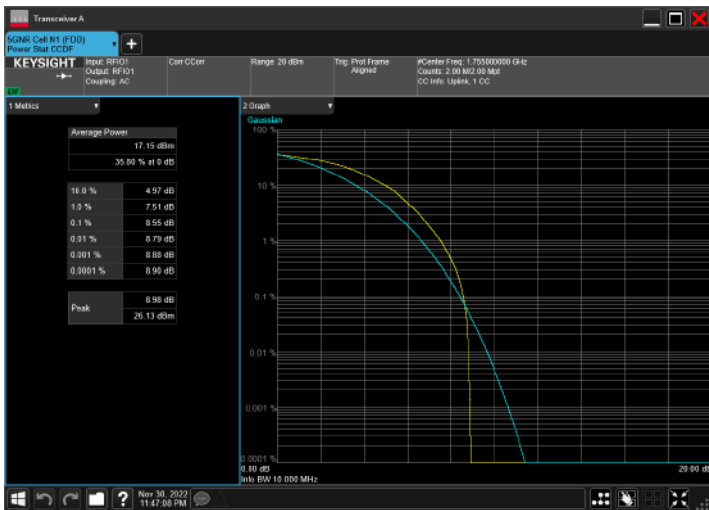 Transceiver A
5GNR Cell N1 (FDD)
Power Stat CCDF
KEYSIGHT
Input: RFIO1
Output: RFIO1
Coupling: AC
Corr CCorr
Range: 20 dBm
Trig: Prot Frame
Aligned
#Center Freq: 1.755000000 GHz
Counts: 2.00 M/2.00 Mpt
CC Info: Uplink, 1 CC
1 Metrics
Average Power
17.15 dBm
35.80 % at 0 dB
10.0 % 4.97 dB
1.0 % 7.51 dB
0.1 % 8.55 dB
0.01 % 8.79 dB
0.001 % 8.88 dB
0.0001 % 8.90 dB
Peak
8.98 dB
26.13 dBm
2 Graph
Gaussian
100 %
10 %
1 %
0.1 %
0.01 %
0.001 %
0.0001 %
0.00 dB
20.00 dB
Info BW 10.000 MHz
Nov 30, 2022
11:47:08 PM